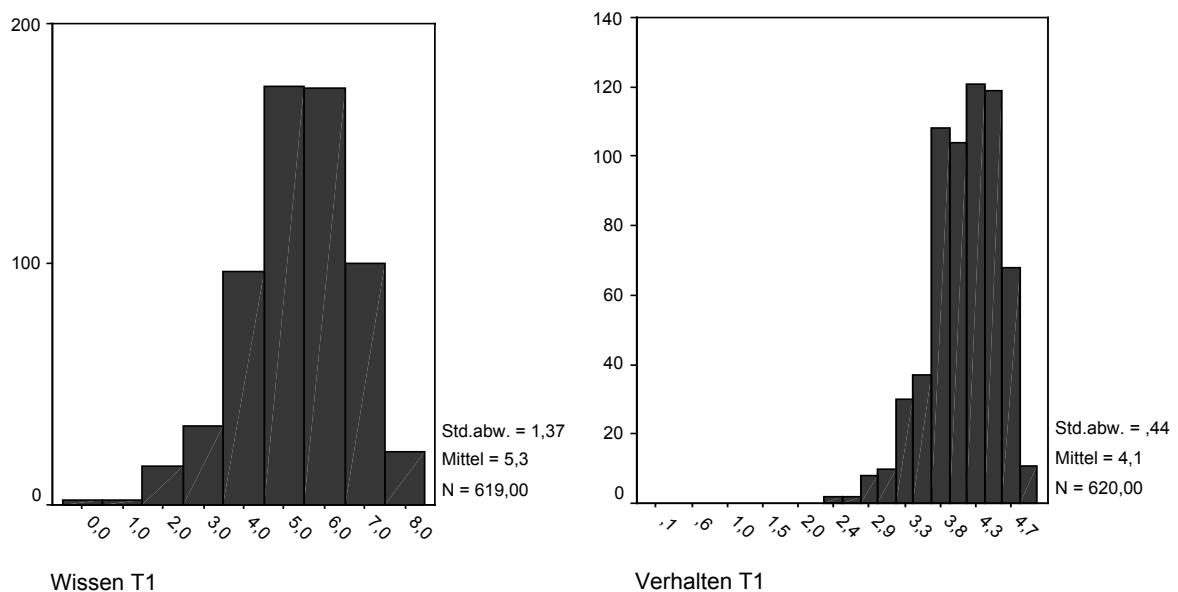 200
100
0
0,0 1,0 2,0 3,0 4,0 5,0 6,0 7,0 8,0
Std.abw. = 1,37
Mittel = 5,3
N = 619,00
Wissen T1
140
120
100
80
60
40
20
0
,1 ,6 1,0 1,5 2,0 2,4 2,9 3,3 3,8 4,3 4,7
Std.abw. = ,44
Mittel = 4,1
N = 620,00
Verhalten T1